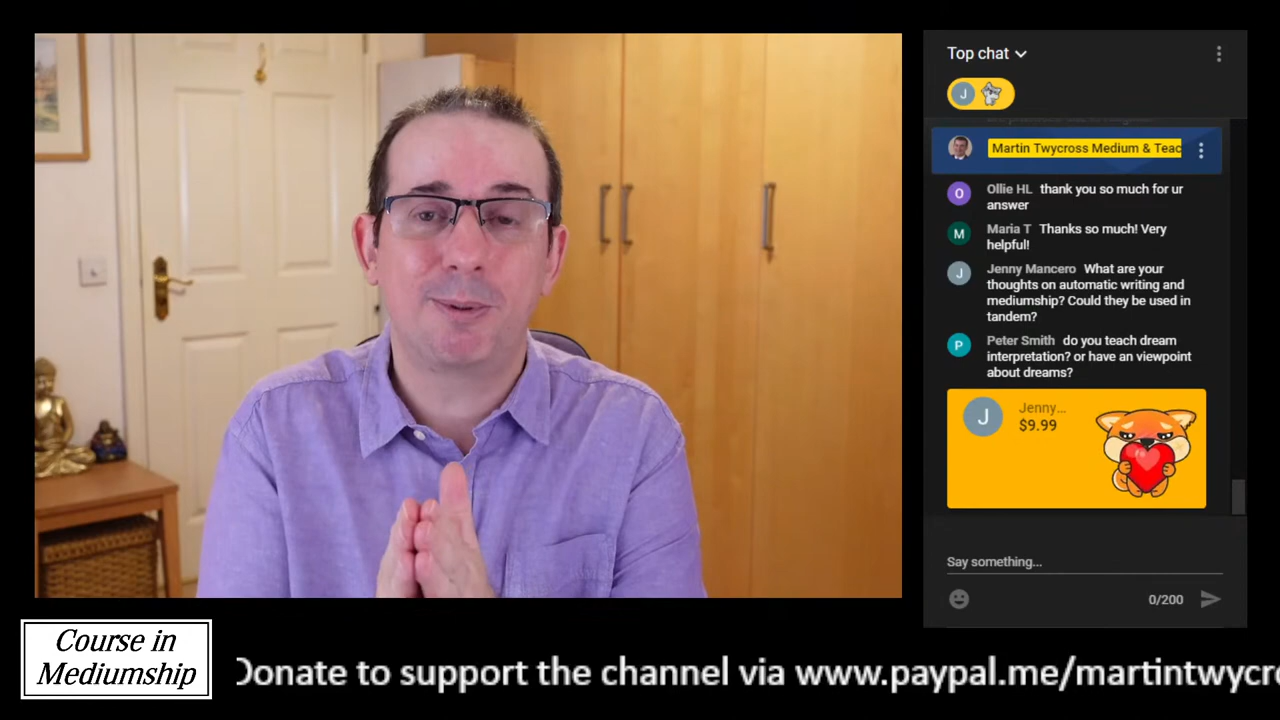 Top chat
J
Martin Twycross Medium & Teac
O
Ollie HL thank you so much for ur
answer
M
Maria T Thanks so much! Very
helpful!
J
Jenny Mancero What are your
thoughts on automatic writing and
mediumship? Could they be used in
tandem?
P
Peter Smith do you teach dream
interpretation? or have an viewpoint
about dreams?
J
Jenny...
$9.99
Say something...
0/200
Course in
Mediumship
Donate to support the channel via www.paypal.me/martintwycro